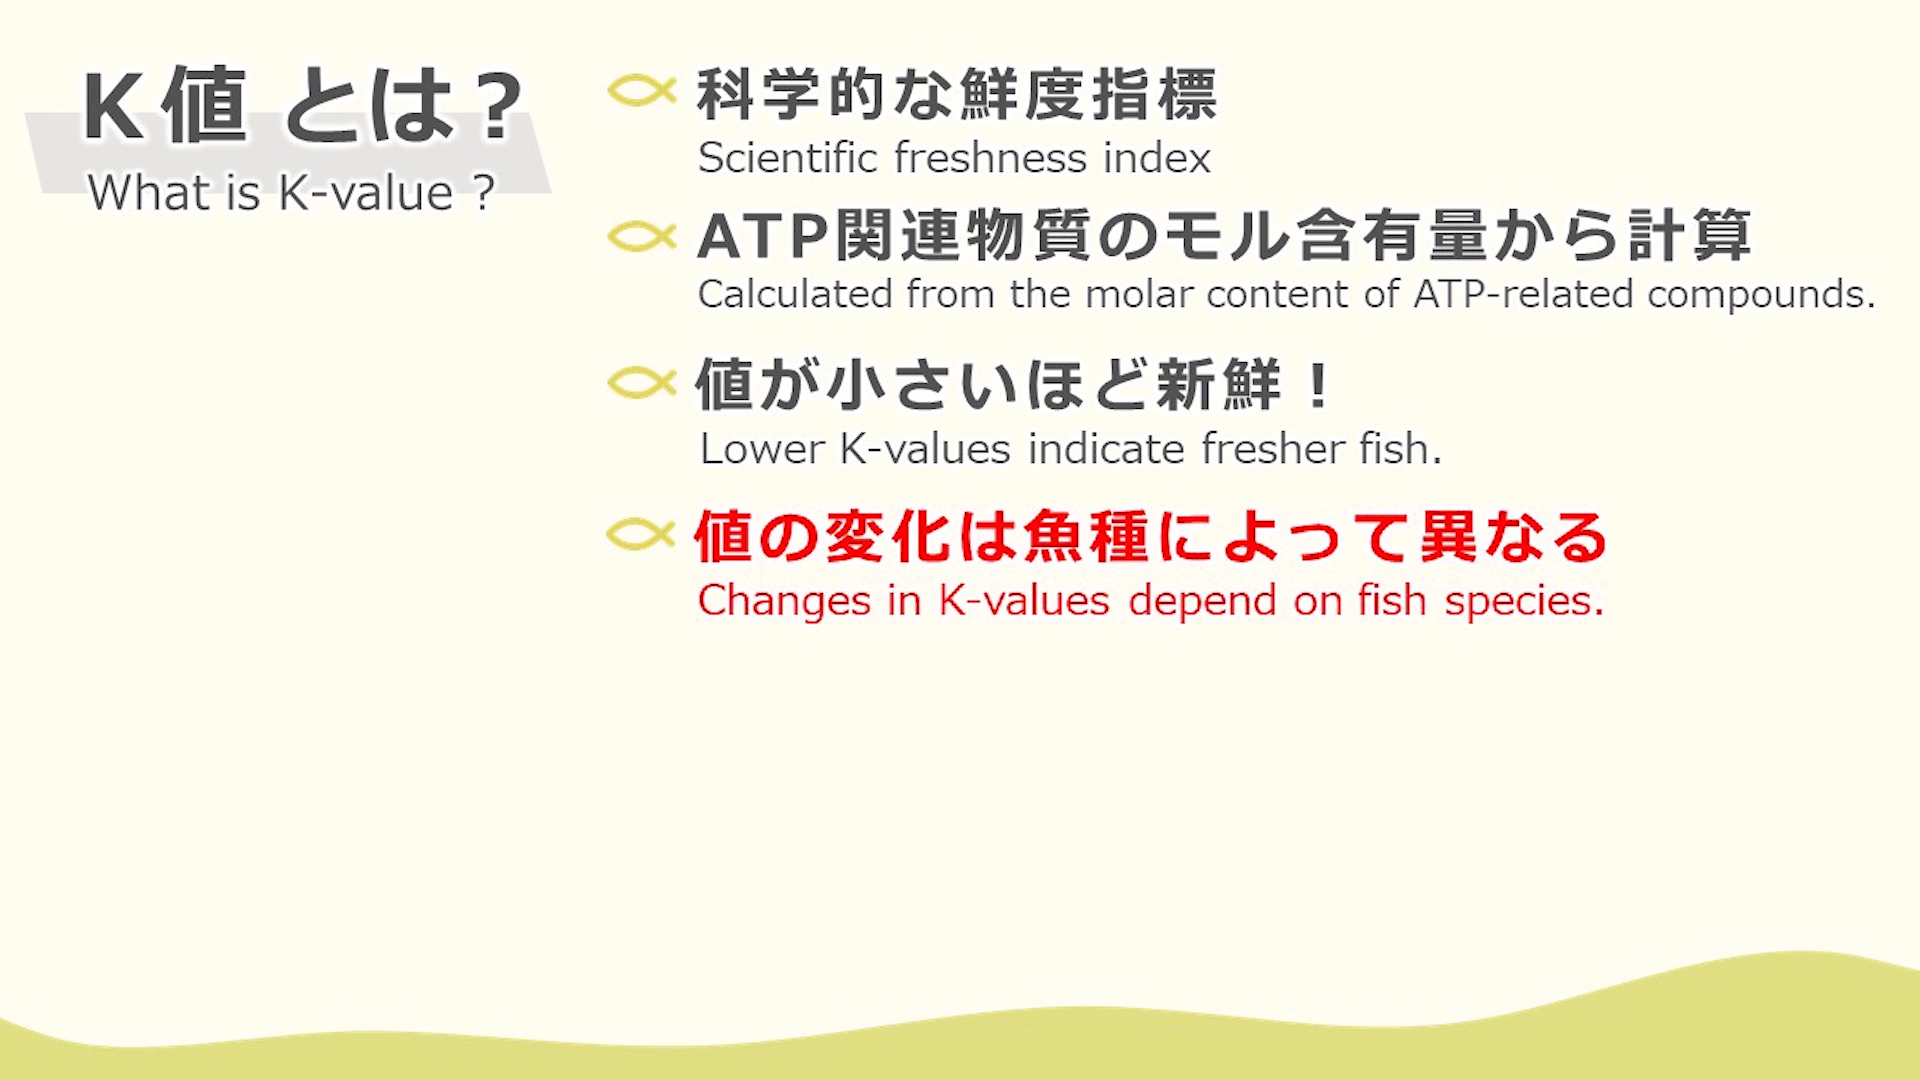 K値 とは？
What is K-value ?
科学的な鮮度指標
Scientific freshness index
ATP関連物質のモル含有量から計算
Calculated from the molar content of ATP-related compounds.
値が小さいほど新鮮！
Lower K-values indicate fresher fish.
値の変化は魚種によって異なる
Changes in K-values depend on fish species.